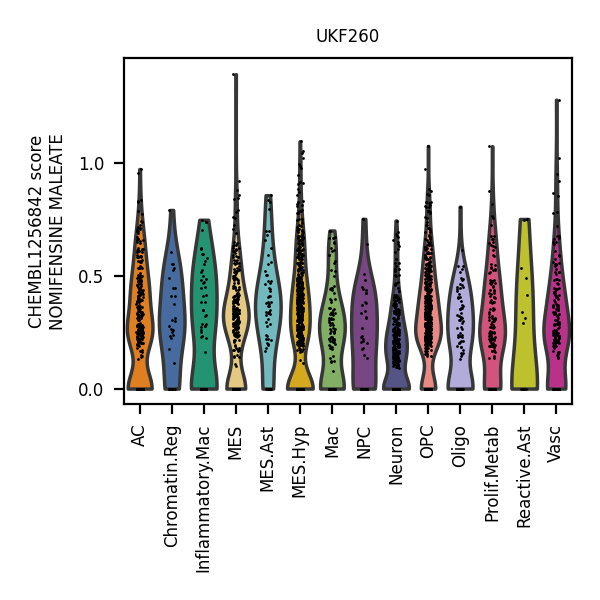 UKF260
CHEMBL1256842 score
NOMIFENSINE MALEATE
1.0
0.5
0.0
AC
Chromatin.Reg
Inflammatory.Mac
MES
MES.Ast
MES.Hyp
Mac
NPC
Neuron
OPC
Oligo
Prolif.Metab
Reactive.Ast
Vasc